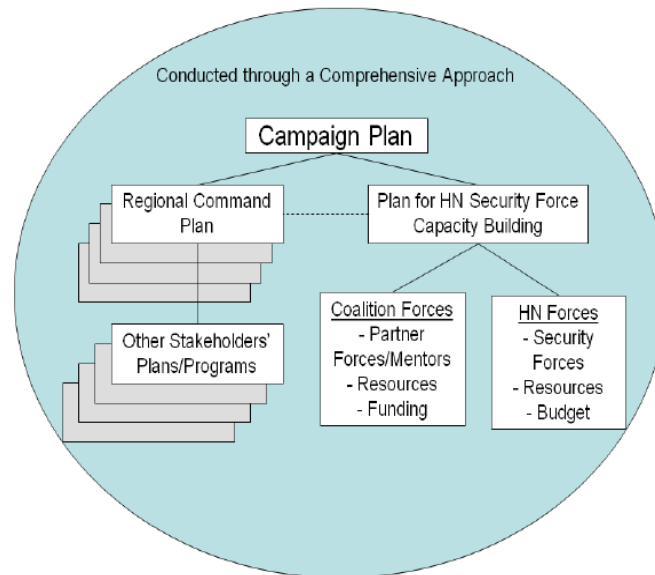 Conducted through a Comprehensive Approach
Campaign Plan
Regional Command
Plan
Plan for HN Security Force
Capacity Building
Other Stakeholders'
Plans/Programs
Coalition Forces
- Partner
Forces/Mentors
- Resources
- Funding
HN Forces
- Security
Forces
- Resources
- Budget